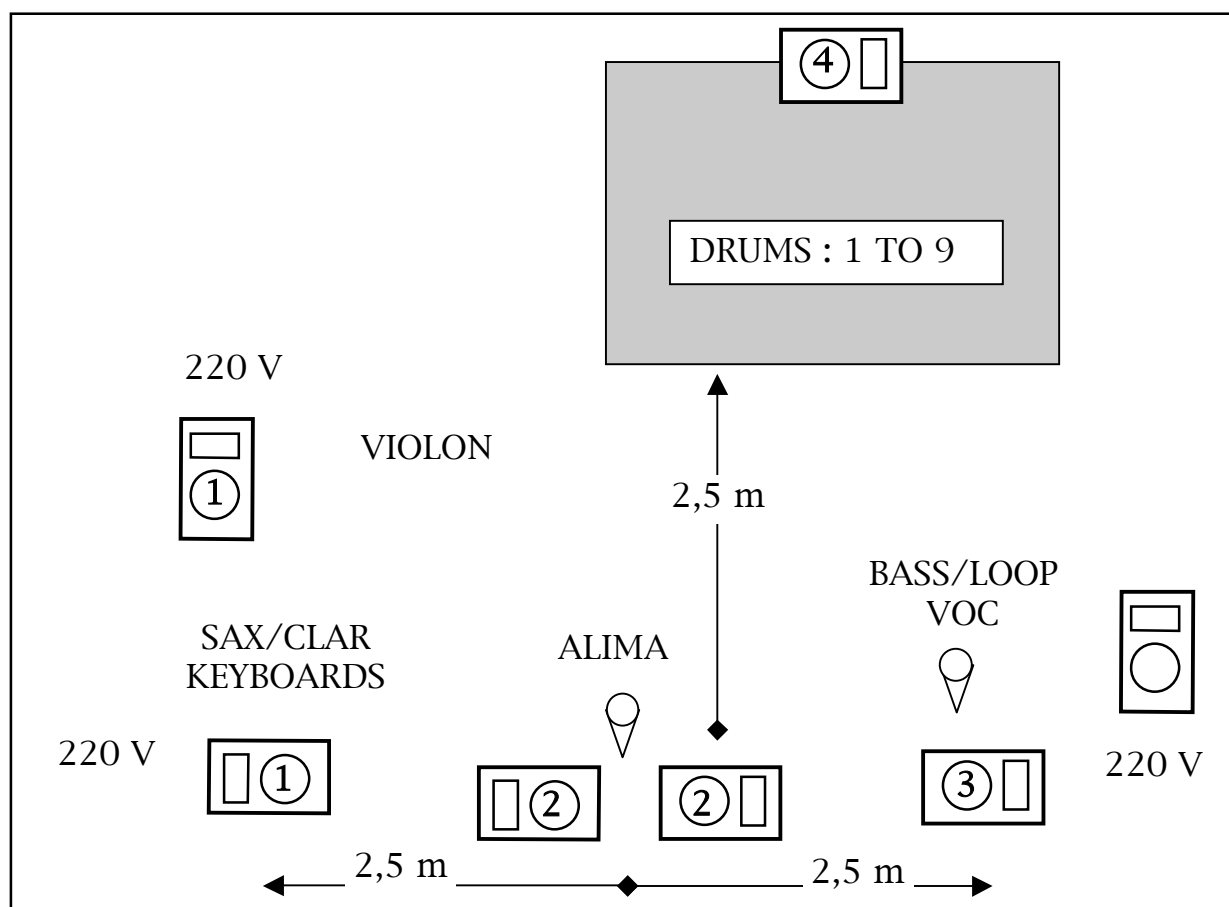 4
DRUMS : 1 TO 9
220 V
VIOLON
1
2,5 m
BASS/LOOP
VOC
SAX/CLAR
KEYBOARDS
ALIMA
220 V
1
2
2
3
220 V
2,5 m
2,5 m